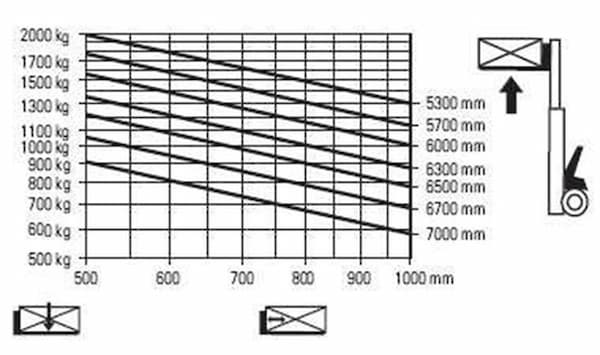 2000 kg
1700 kg
1500 kg
1300 kg
1100 kg
1000 kg
900 kg
800 kg
700 kg
600 kg
500 kg
5300 mm
5700 mm
6000 mm
6300 mm
6500 mm
6700 mm
7000 mm
500 600 700 800 900 1000 mm